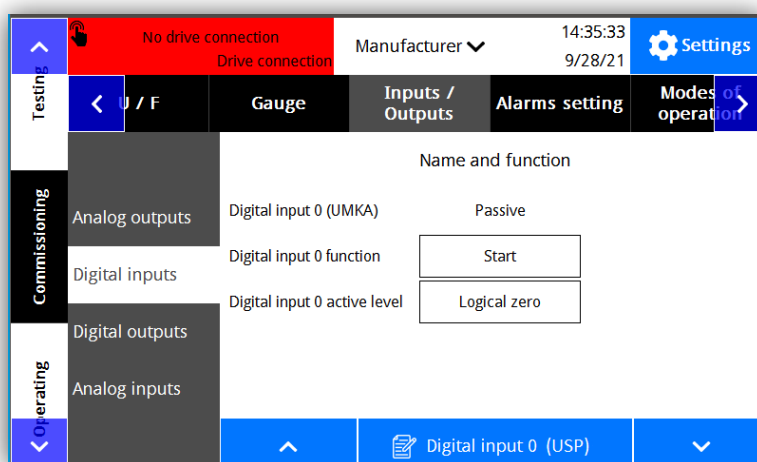 No drive connection
Drive connection
Manufacturer
14:35:33
9/28/21
Settings
U / F
Gauge
Inputs /
Outputs
Alarms setting
Modes of
operation
Testing
Commissioning
Operating
Analog outputs
Digital inputs
Digital outputs
Analog inputs
Name and function
Digital input 0 (UMKA)
Passive
Digital input 0 function
Start
Digital input 0 active level
Logical zero
Digital input 0 (USP)